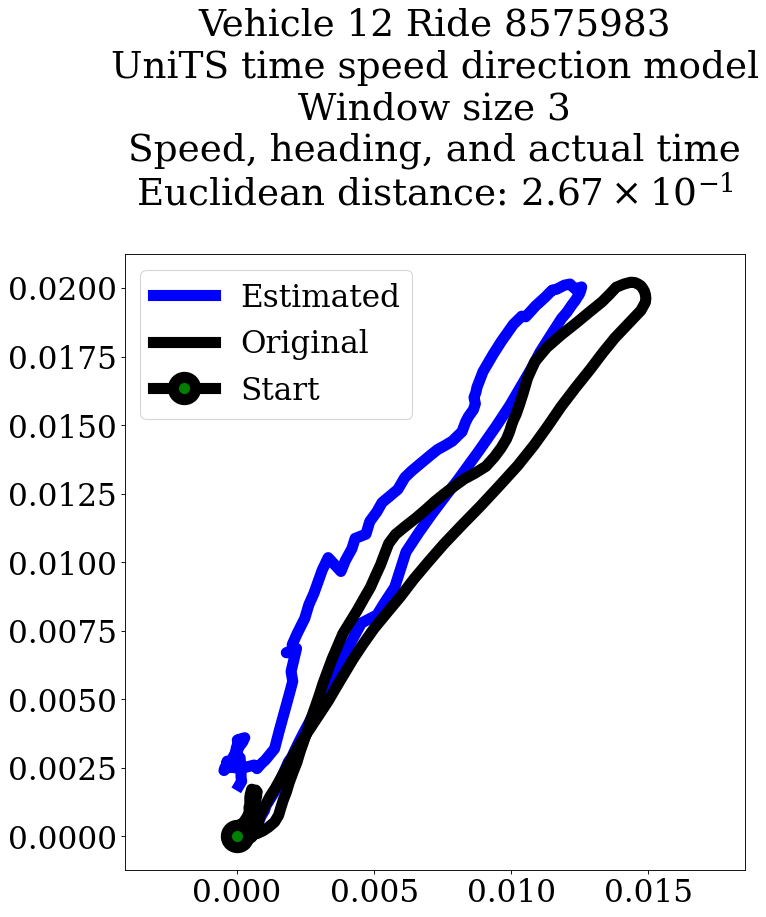 Vehicle 12 Ride 8575983
UniTS time speed direction model
Window size 3
Speed, heading, and actual time
Euclidean distance: 2.67 × 10⁻¹
Estimated
Original
Start
0.0200
0.0175
0.0150
0.0125
0.0100
0.0075
0.0050
0.0025
0.0000
0.000 0.005 0.010 0.015